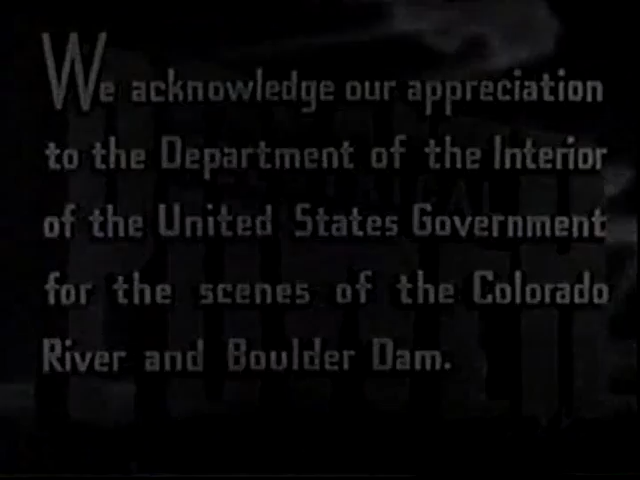 We acknowledge our appreciation
to the Department of the Interior
of the United States Government
for the scenes of the Colorado
River and Boulder Dam.